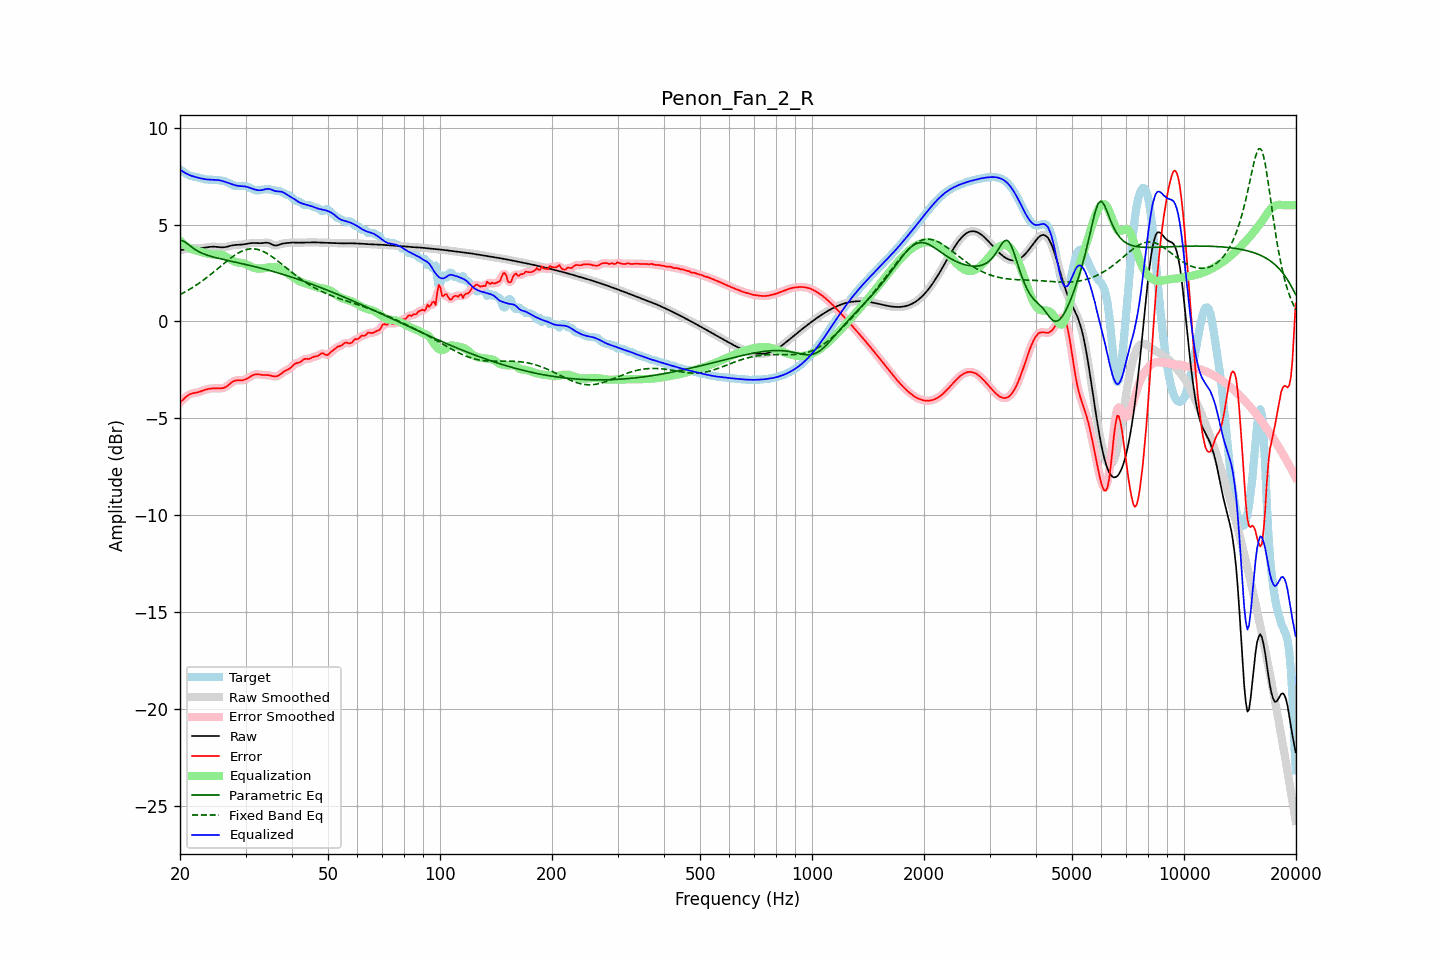 Penon_Fan_2_R
Amplitude (dBr)
10
5
0
−5
−10
−15
−20
−25
Target
Raw Smoothed
Error Smoothed
Raw
Error
Equalization
Parametric Eq
Fixed Band Eq
Equalized
20 50 100 200 500 1000 2000 5000 10000 20000
Frequency (Hz)